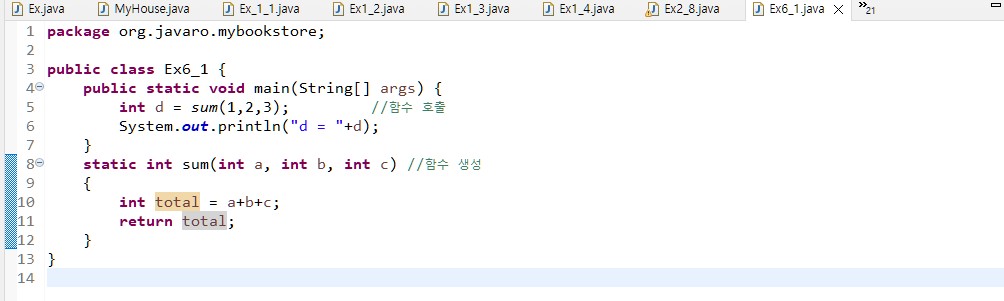 Ex.java MyHouse.java Ex_1_1.java Ex1_2.java Ex1_3.java Ex1_4.java Ex2_8.java Ex6_1.java »21
1 package org.javaro.mybookstore;
2
3 public class Ex6_1 {
4 public static void main(String[] args) {
5 int d = sum(1,2,3); //함수 호출
6 System.out.println("d = "+d);
7 }
8 static int sum(int a, int b, int c) //함수 생성
9 {
10 int total = a+b+c;
11 return total;
12 }
13 }
14